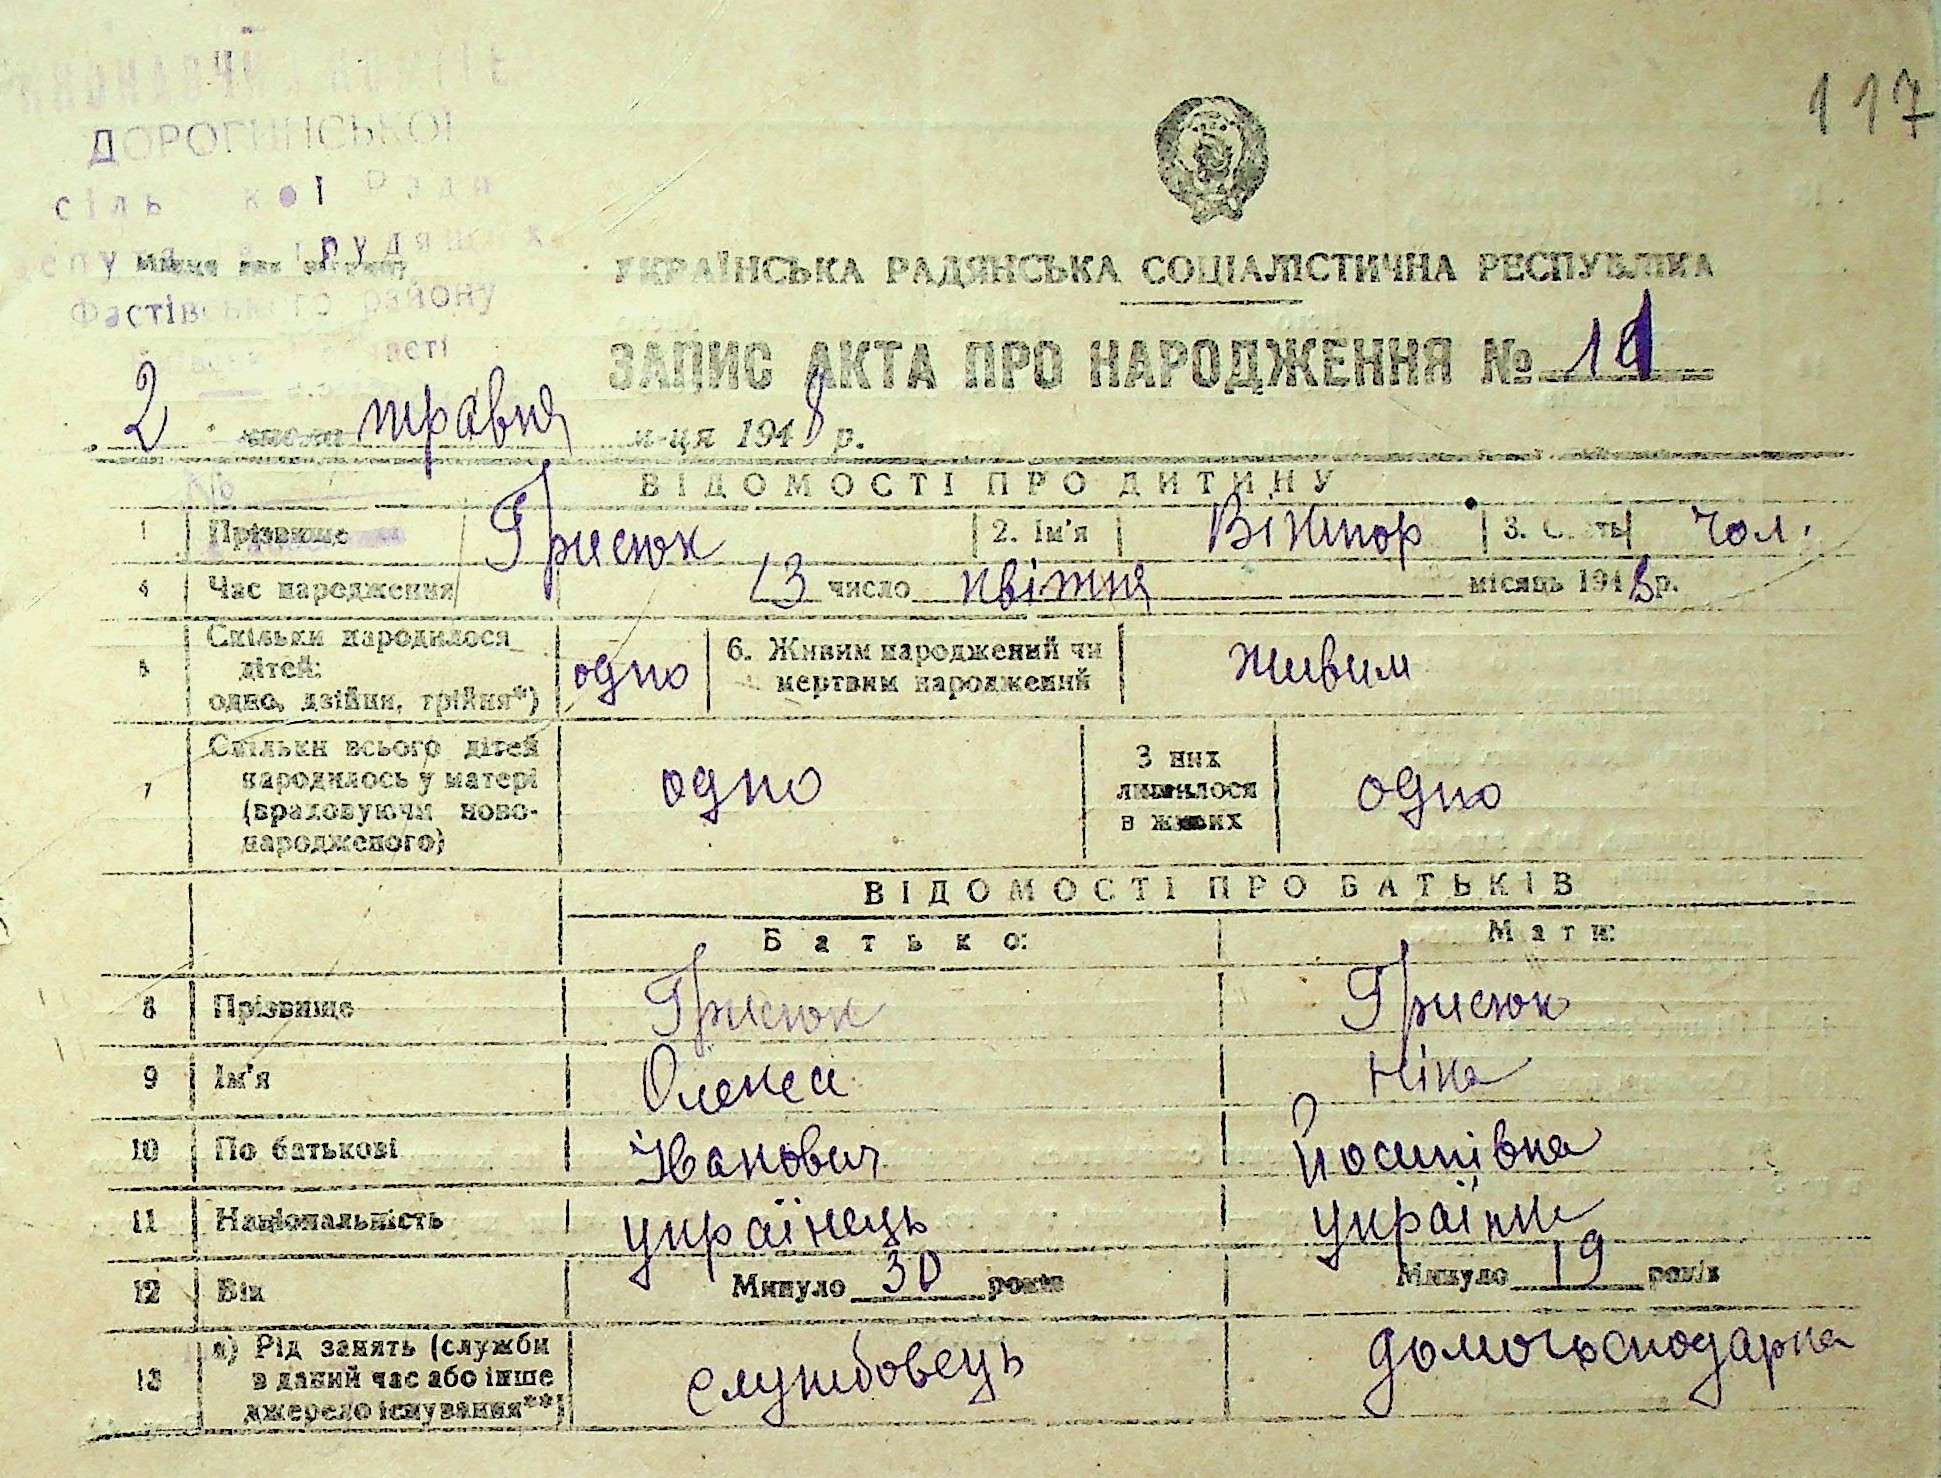 117
ДОРОГИНСЬКОЇ
сільської Ради
Фастівського району
УКРАЇНСЬКА РАДЯНСЬКА СОЦІАЛІСТИЧНА РЕСПУБЛІКА
ЗАПИС АКТА ПРО НАРОДЖЕННЯ №
2 травня м-ця 1948 р.
ВІДОМОСТІ ПРО ДИТИНУ
1 Прізвище Грисюк 2. Ім'я Віктор 3. Стать чол.
4 Час народження 13 число квітня місяць 1948 р.
5 Скільки народилося дітей: одно, двійня, трійня*) одно 6. Живим народжений чи мертвим народжений живим
7 Скільки всього дітей народилось у матері (враховуючи новонародженого) одно З них лишилося в живих одно
ВІДОМОСТІ ПРО БАТЬКІВ
Батько: Мати:
8 Прізвище Грисюк Грисюк
9 Ім'я Олекса Ніна
10 По батькові Іванович Йосипівна
11 Національність українець українка
12 Вік Минуло 30 років Минуло 19 років
13 а) Рід занять (служби в даний час або інше джерело існування**) службовець домогосподарка